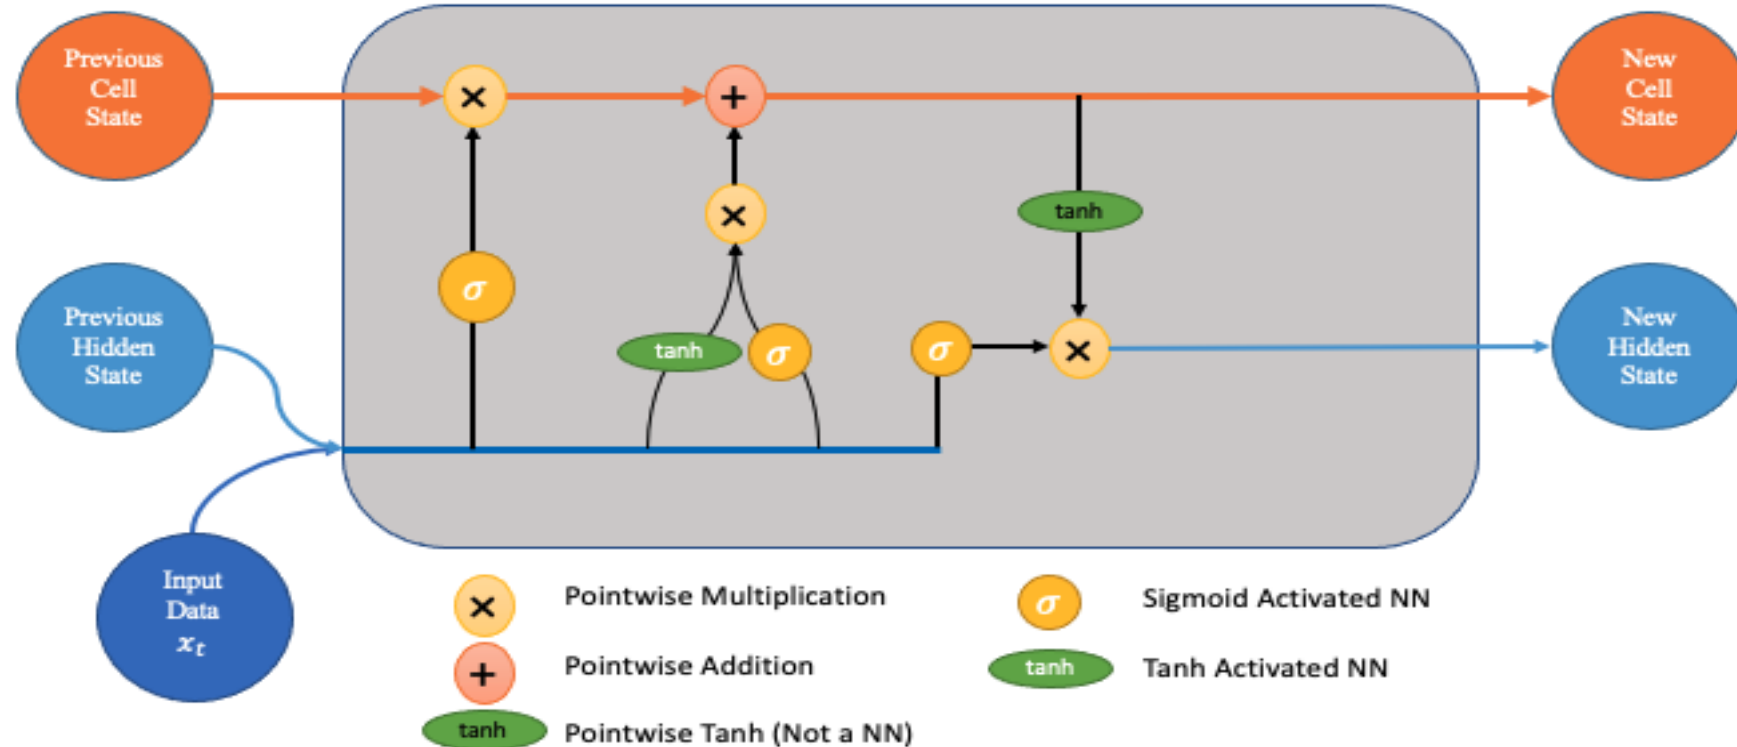 Previous
Cell
State
×
+
New
Cell
State
×
tanh
σ
Previous
Hidden
State
tanh
σ
σ
×
New
Hidden
State
Input
Data
xₜ
× Pointwise Multiplication
σ Sigmoid Activated NN
+ Pointwise Addition
tanh Tanh Activated NN
tanh Pointwise Tanh (Not a NN)